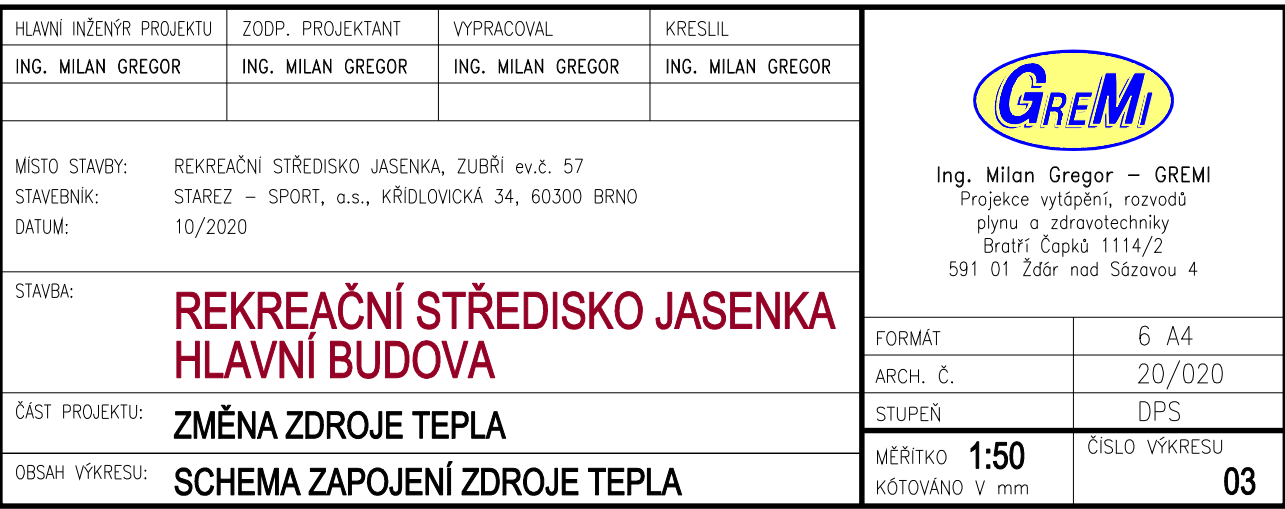 HLAVNÍ INŽENÝR PROJEKTU ZODP. PROJEKTANT VYPRACOVAL KRESLIL
ING. MILAN GREGOR ING. MILAN GREGOR ING. MILAN GREGOR ING. MILAN GREGOR
MÍSTO STAVBY: REKREAČNÍ STŘEDISKO JASENKA, ZUBŘÍ ev.č. 57
STAVEBNÍK: STAREZ – SPORT, a.s., KŘÍDLOVICKÁ 34, 60300 BRNO
DATUM: 10/2020
STAVBA: REKREAČNÍ STŘEDISKO JASENKA
HLAVNÍ BUDOVA
ČÁST PROJEKTU: ZMĚNA ZDROJE TEPLA
OBSAH VÝKRESU: SCHEMA ZAPOJENÍ ZDROJE TEPLA
GREMI
Ing. Milan Gregor – GREMI
Projekce vytápění, rozvodů
plynu a zdravotechniky
Bratří Čapků 1114/2
591 01 Žďár nad Sázavou 4
FORMÁT 6 A4
ARCH. Č. 20/020
STUPEŇ DPS
MĚŘÍTKO 1:50
KÓTOVÁNO V mm
ČÍSLO VÝKRESU
03